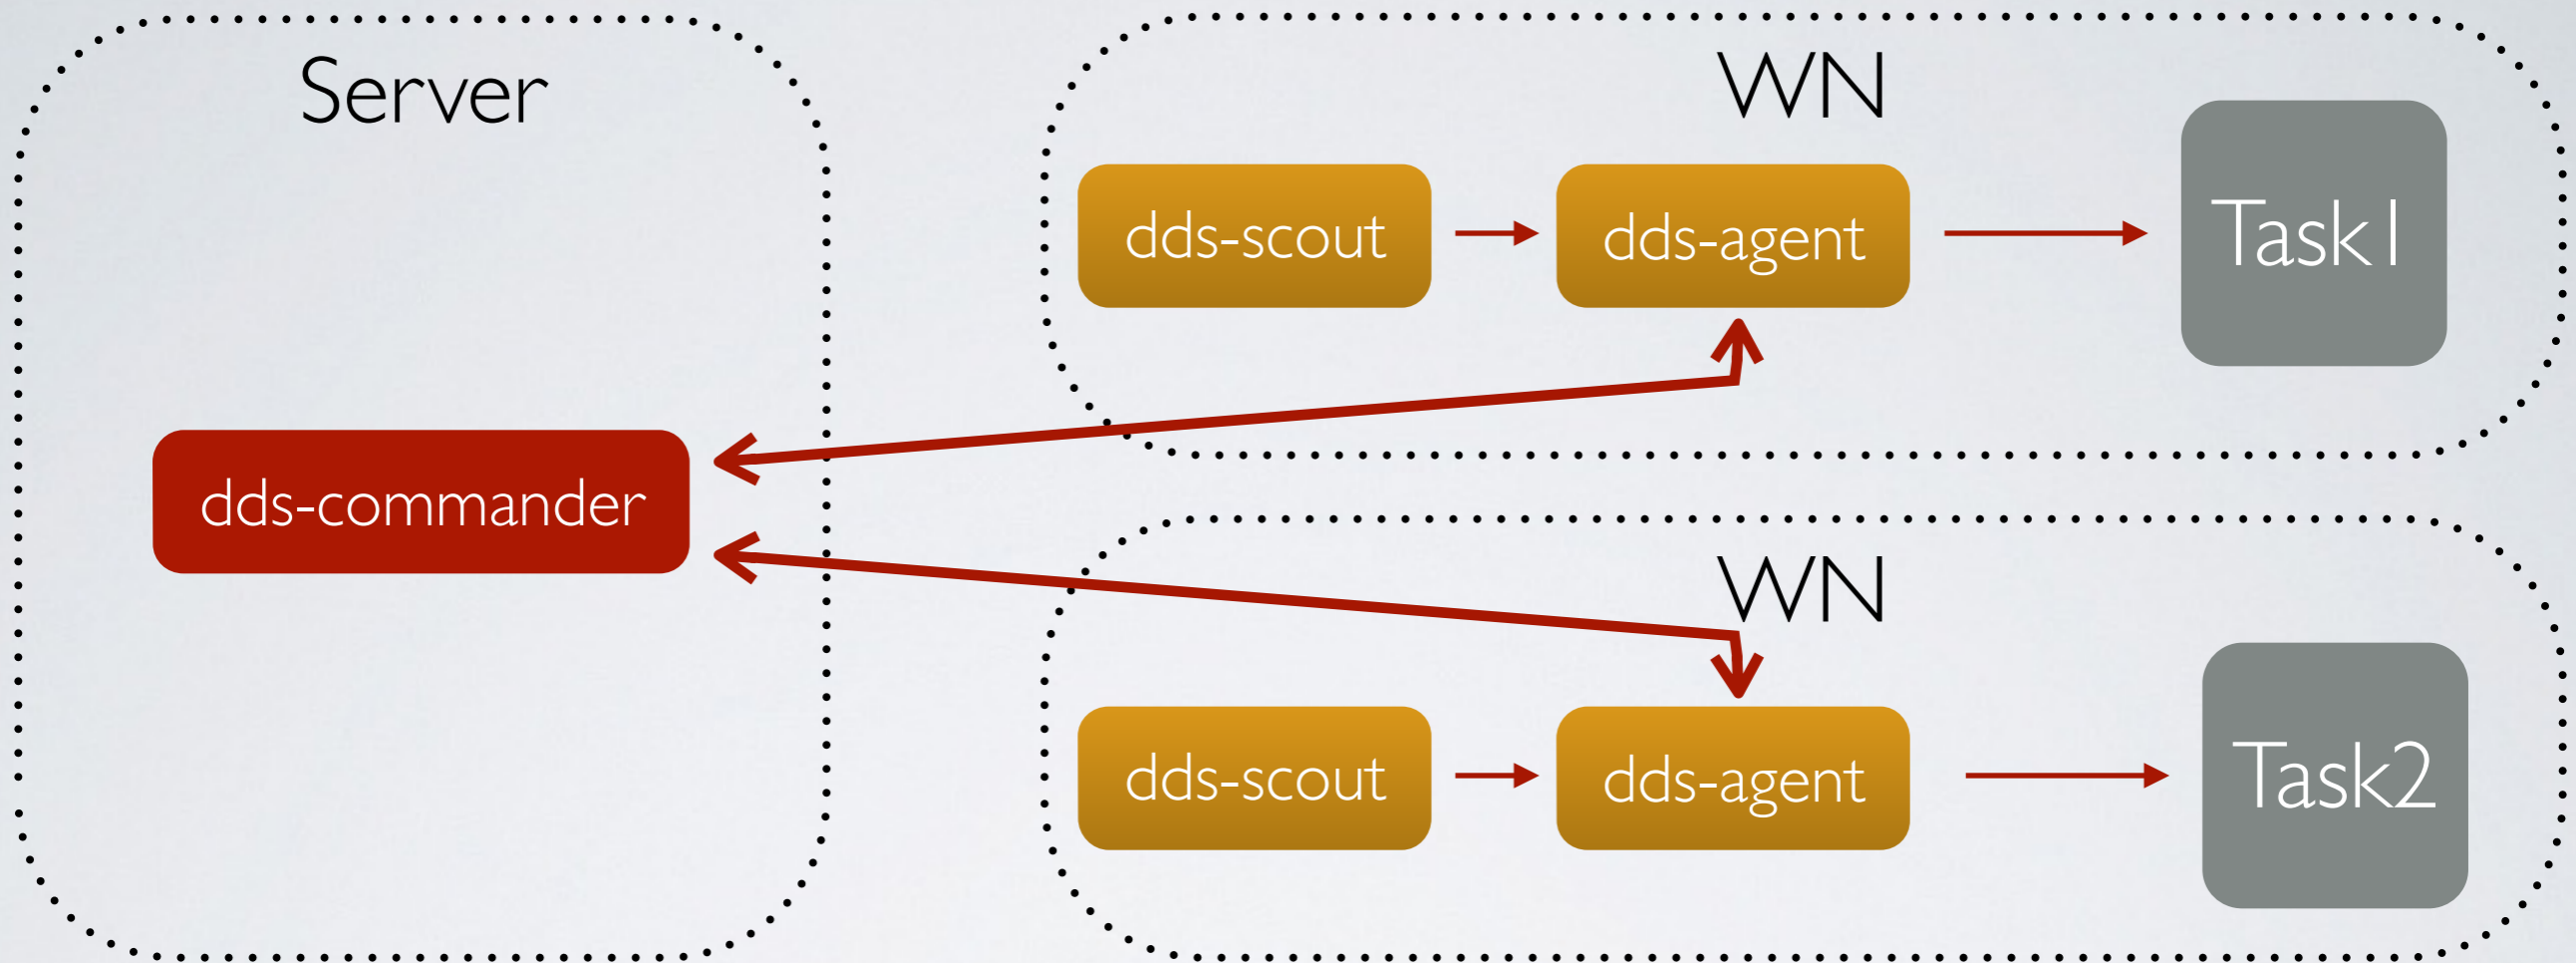 Server
dds-commander
WN
dds-scout
dds-agent
Task1
WN
dds-scout
dds-agent
Task2